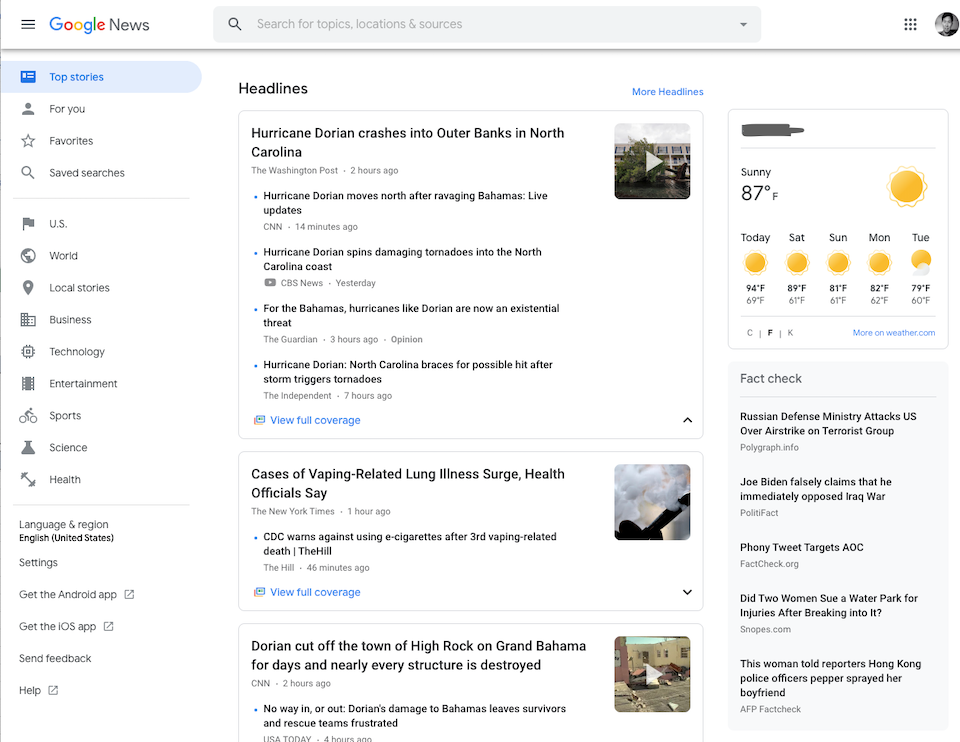 Google News
Search for topics, locations & sources
Top stories
For you
Favorites
Saved searches
U.S.
World
Local stories
Business
Technology
Entertainment
Sports
Science
Health
Language & region
English (United States)
Settings
Get the Android app
Get the iOS app
Send feedback
Help
Headlines
More Headlines
Hurricane Dorian crashes into Outer Banks in North
Carolina
The Washington Post · 2 hours ago
Hurricane Dorian moves north after ravaging Bahamas: Live
updates
CNN · 14 minutes ago
Hurricane Dorian spins damaging tornadoes into the North
Carolina coast
CBS News · Yesterday
For the Bahamas, hurricanes like Dorian are now an existential
threat
The Guardian · 3 hours ago · Opinion
Hurricane Dorian: North Carolina braces for possible hit after
storm triggers tornadoes
The Independent · 7 hours ago
View full coverage
Cases of Vaping-Related Lung Illness Surge, Health
Officials Say
The New York Times · 1 hour ago
CDC warns against using e-cigarettes after 3rd vaping-related
death | TheHill
The Hill · 46 minutes ago
View full coverage
Dorian cut off the town of High Rock on Grand Bahama
for days and nearly every structure is destroyed
CNN · 2 hours ago
No way in, or out: Dorian's damage to Bahamas leaves survivors
and rescue teams frustrated
USA TODAY · 4 hours ago
Sunny
87° F
Today Sat Sun Mon Tue
94°F 89°F 81°F 82°F 79°F
69°F 61°F 61°F 62°F 60°F
C | F | K
More on weather.com
Fact check
Russian Defense Ministry Attacks US
Over Airstrike on Terrorist Group
Polygraph.info
Joe Biden falsely claims that he
immediately opposed Iraq War
PolitiFact
Phony Tweet Targets AOC
FactCheck.org
Did Two Women Sue a Water Park for
Injuries After Breaking into It?
Snopes.com
This woman told reporters Hong Kong
police officers pepper sprayed her
boyfriend
AFP Factcheck